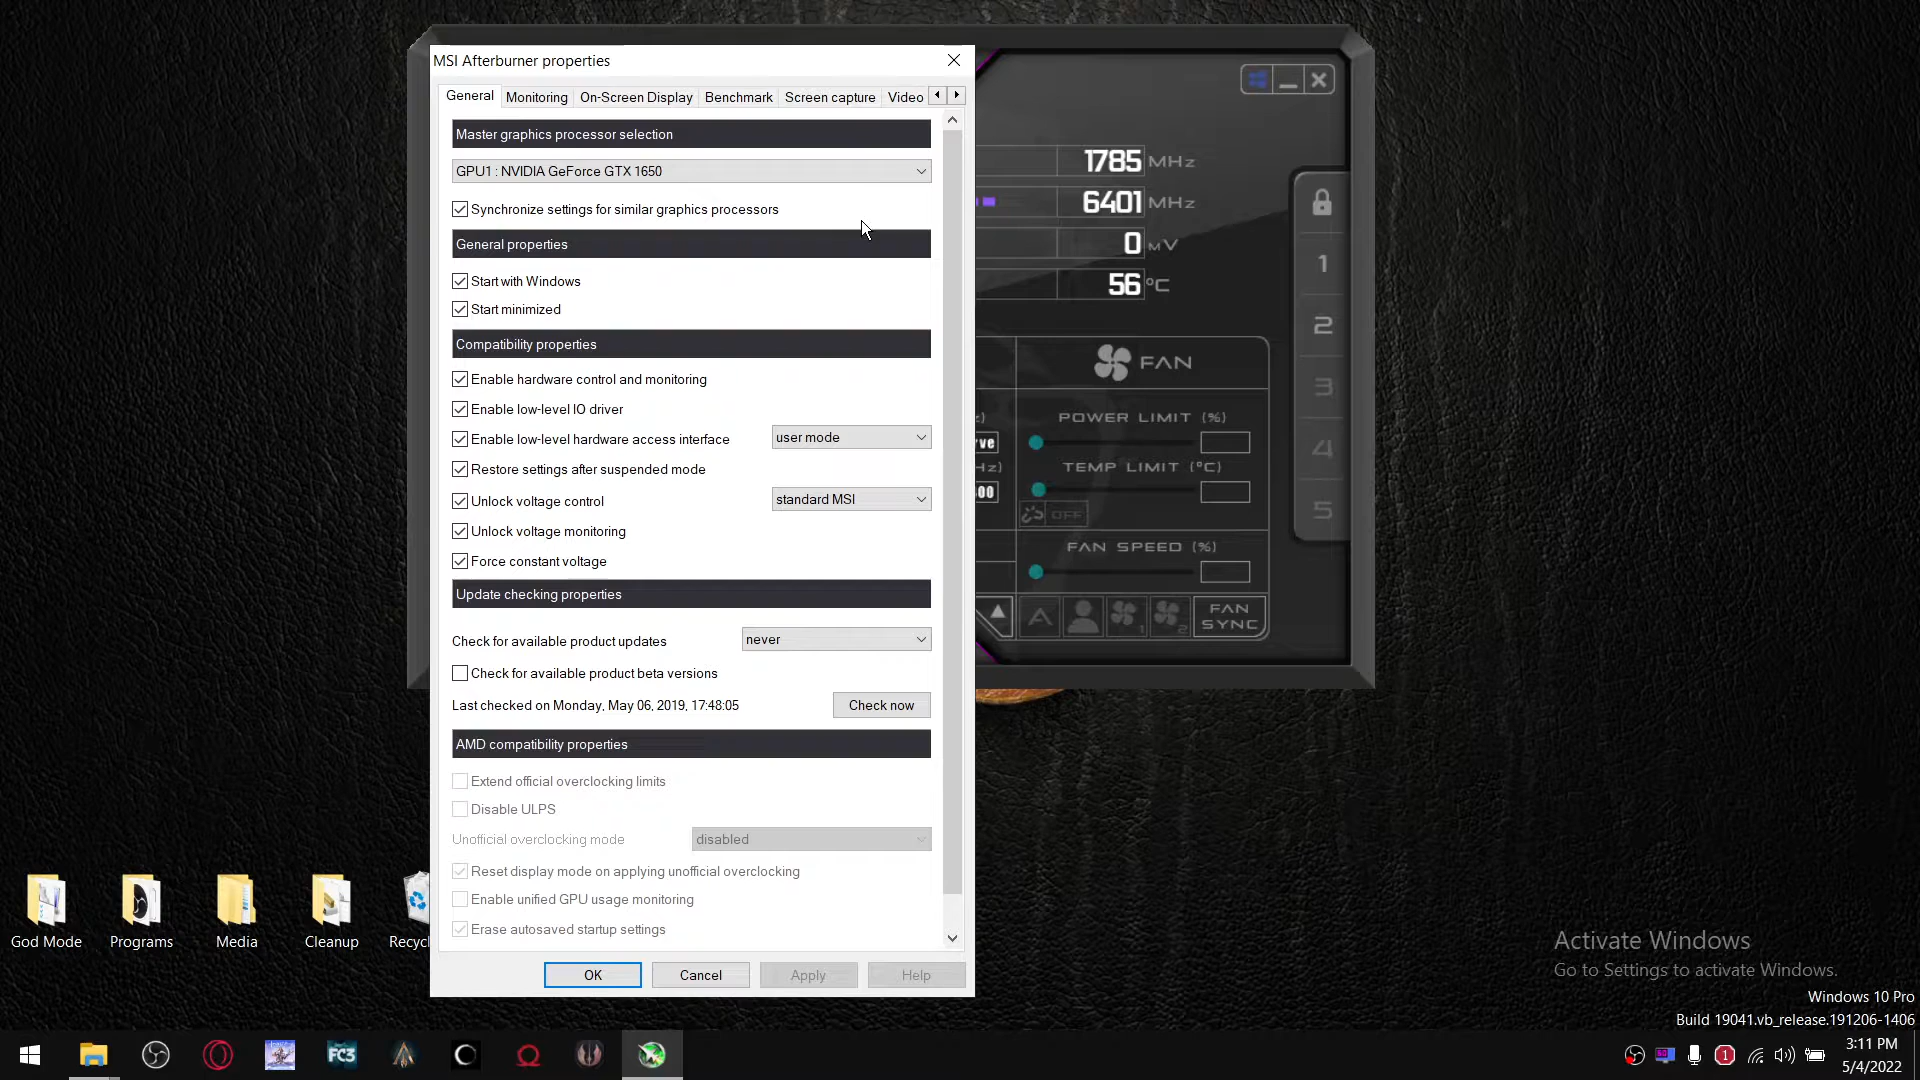 MSI Afterburner properties
General Monitoring On-Screen Display Benchmark Screen capture Video
Master graphics processor selection
GPU1 : NVIDIA GeForce GTX 1650
Synchronize settings for similar graphics processors
General properties
Start with Windows
Start minimized
Compatibility properties
Enable hardware control and monitoring
Enable low-level IO driver
Enable low-level hardware access interface user mode
Restore settings after suspended mode
Unlock voltage control standard MSI
Unlock voltage monitoring
Force constant voltage
Update checking properties
Check for available product updates never
Check for available product beta versions
Last checked on Monday, May 06, 2019, 17:48:05 Check now
AMD compatibility properties
Extend official overclocking limits
Disable ULPS
Unofficial overclocking mode disabled
Reset display mode on applying unofficial overclocking
Enable unified GPU usage monitoring
Erase autosaved startup settings
OK Cancel Apply Help
1785 MHz
6401 MHz
0 MV
56 °C
FAN
POWER LIMIT (%)
TEMP LIMIT (°C)
OFF
FAN SPEED (%)
A 1 2 FAN
SYNC
1
2
3
4
5
God Mode Programs Media Cleanup Recycl
Activate Windows
Go to Settings to activate Windows.
Windows 10 Pro
Build 19041.vb_release.191206-1406
FC3
1
3:11 PM
5/4/2022